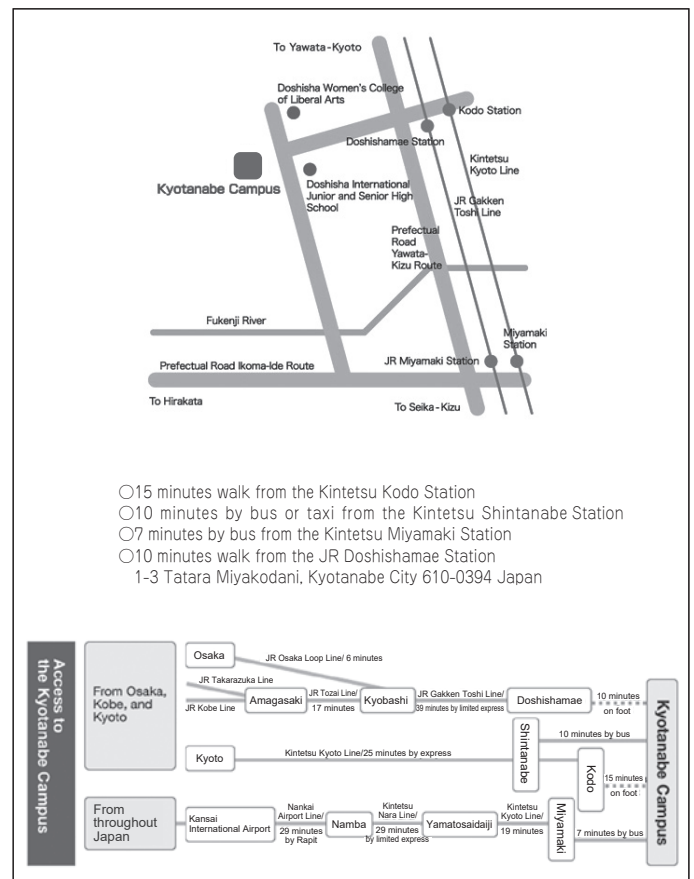 To Yawata-Kyoto
Doshisha Women's College
of Liberal Arts
Kodo Station
Doshishamae Station
Kintetsu
Kyoto Line
Kyotanabe Campus
Doshisha International
Junior and Senior High
School
JR Gakken
Toshi Line
Prefectual
Road
Yawata-
Kizu Route
Fukenji River
Miyamaki
Station
JR Miyamaki Station
Prefectual Road Ikoma-Ide Route
To Hirakata
To Seika-Kizu
○15 minutes walk from the Kintetsu Kodo Station
○10 minutes by bus or taxi from the Kintetsu Shintanabe Station
○7 minutes by bus from the Kintetsu Miyamaki Station
○10 minutes walk from the JR Doshishamae Station
1-3 Tatara Miyakodani, Kyotanabe City 610-0394 Japan
Access to
the Kyotanabe Campus
From Osaka,
Kobe, and
Kyoto
Osaka
JR Osaka Loop Line/ 6 minutes
JR Takarazuka Line
JR Kobe Line
Amagasaki
JR Tozai Line/
17 minutes
Kyobashi
JR Gakken Toshi Line/
39 minutes by limited express
Doshishamae
10 minutes
on foot
Kyoto
Kintetsu Kyoto Line/25 minutes by express
Shintanabe
10 minutes by bus
Kodo
15 minutes
on foot
From
throughout
Japan
Kansai
International Airport
Nankai
Airport Line/
29 minutes
by Rapit
Namba
Kintetsu
Nara Line/
29 minutes
by limited express
Yamatosaidaiji
Kintetsu
Kyoto Line/
19 minutes
Miyamaki
7 minutes by bus
Kyotanabe Campus